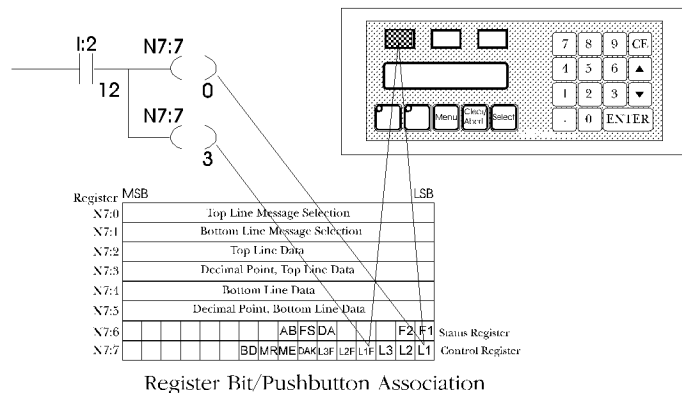 I:2
N7:7
12
0
N7:7
3
7 8 9 CE
4 5 6 ▲
1 2 3 ▼
. 0 ENTER
Menu Clear/ Abort Select
Register MSB LSB
N7:0 Top Line Message Selection
N7:1 Bottom Line Message Selection
N7:2 Top Line Data
N7:3 Decimal Point, Top Line Data
N7:4 Bottom Line Data
N7:5 Decimal Point, Bottom Line Data
N7:6 AB FS DA F2 F1 Status Register
N7:7 BD MR ME DAK L3F L2F L1F L3 L2 L1 Control Register
Register Bit/Pushbutton Association